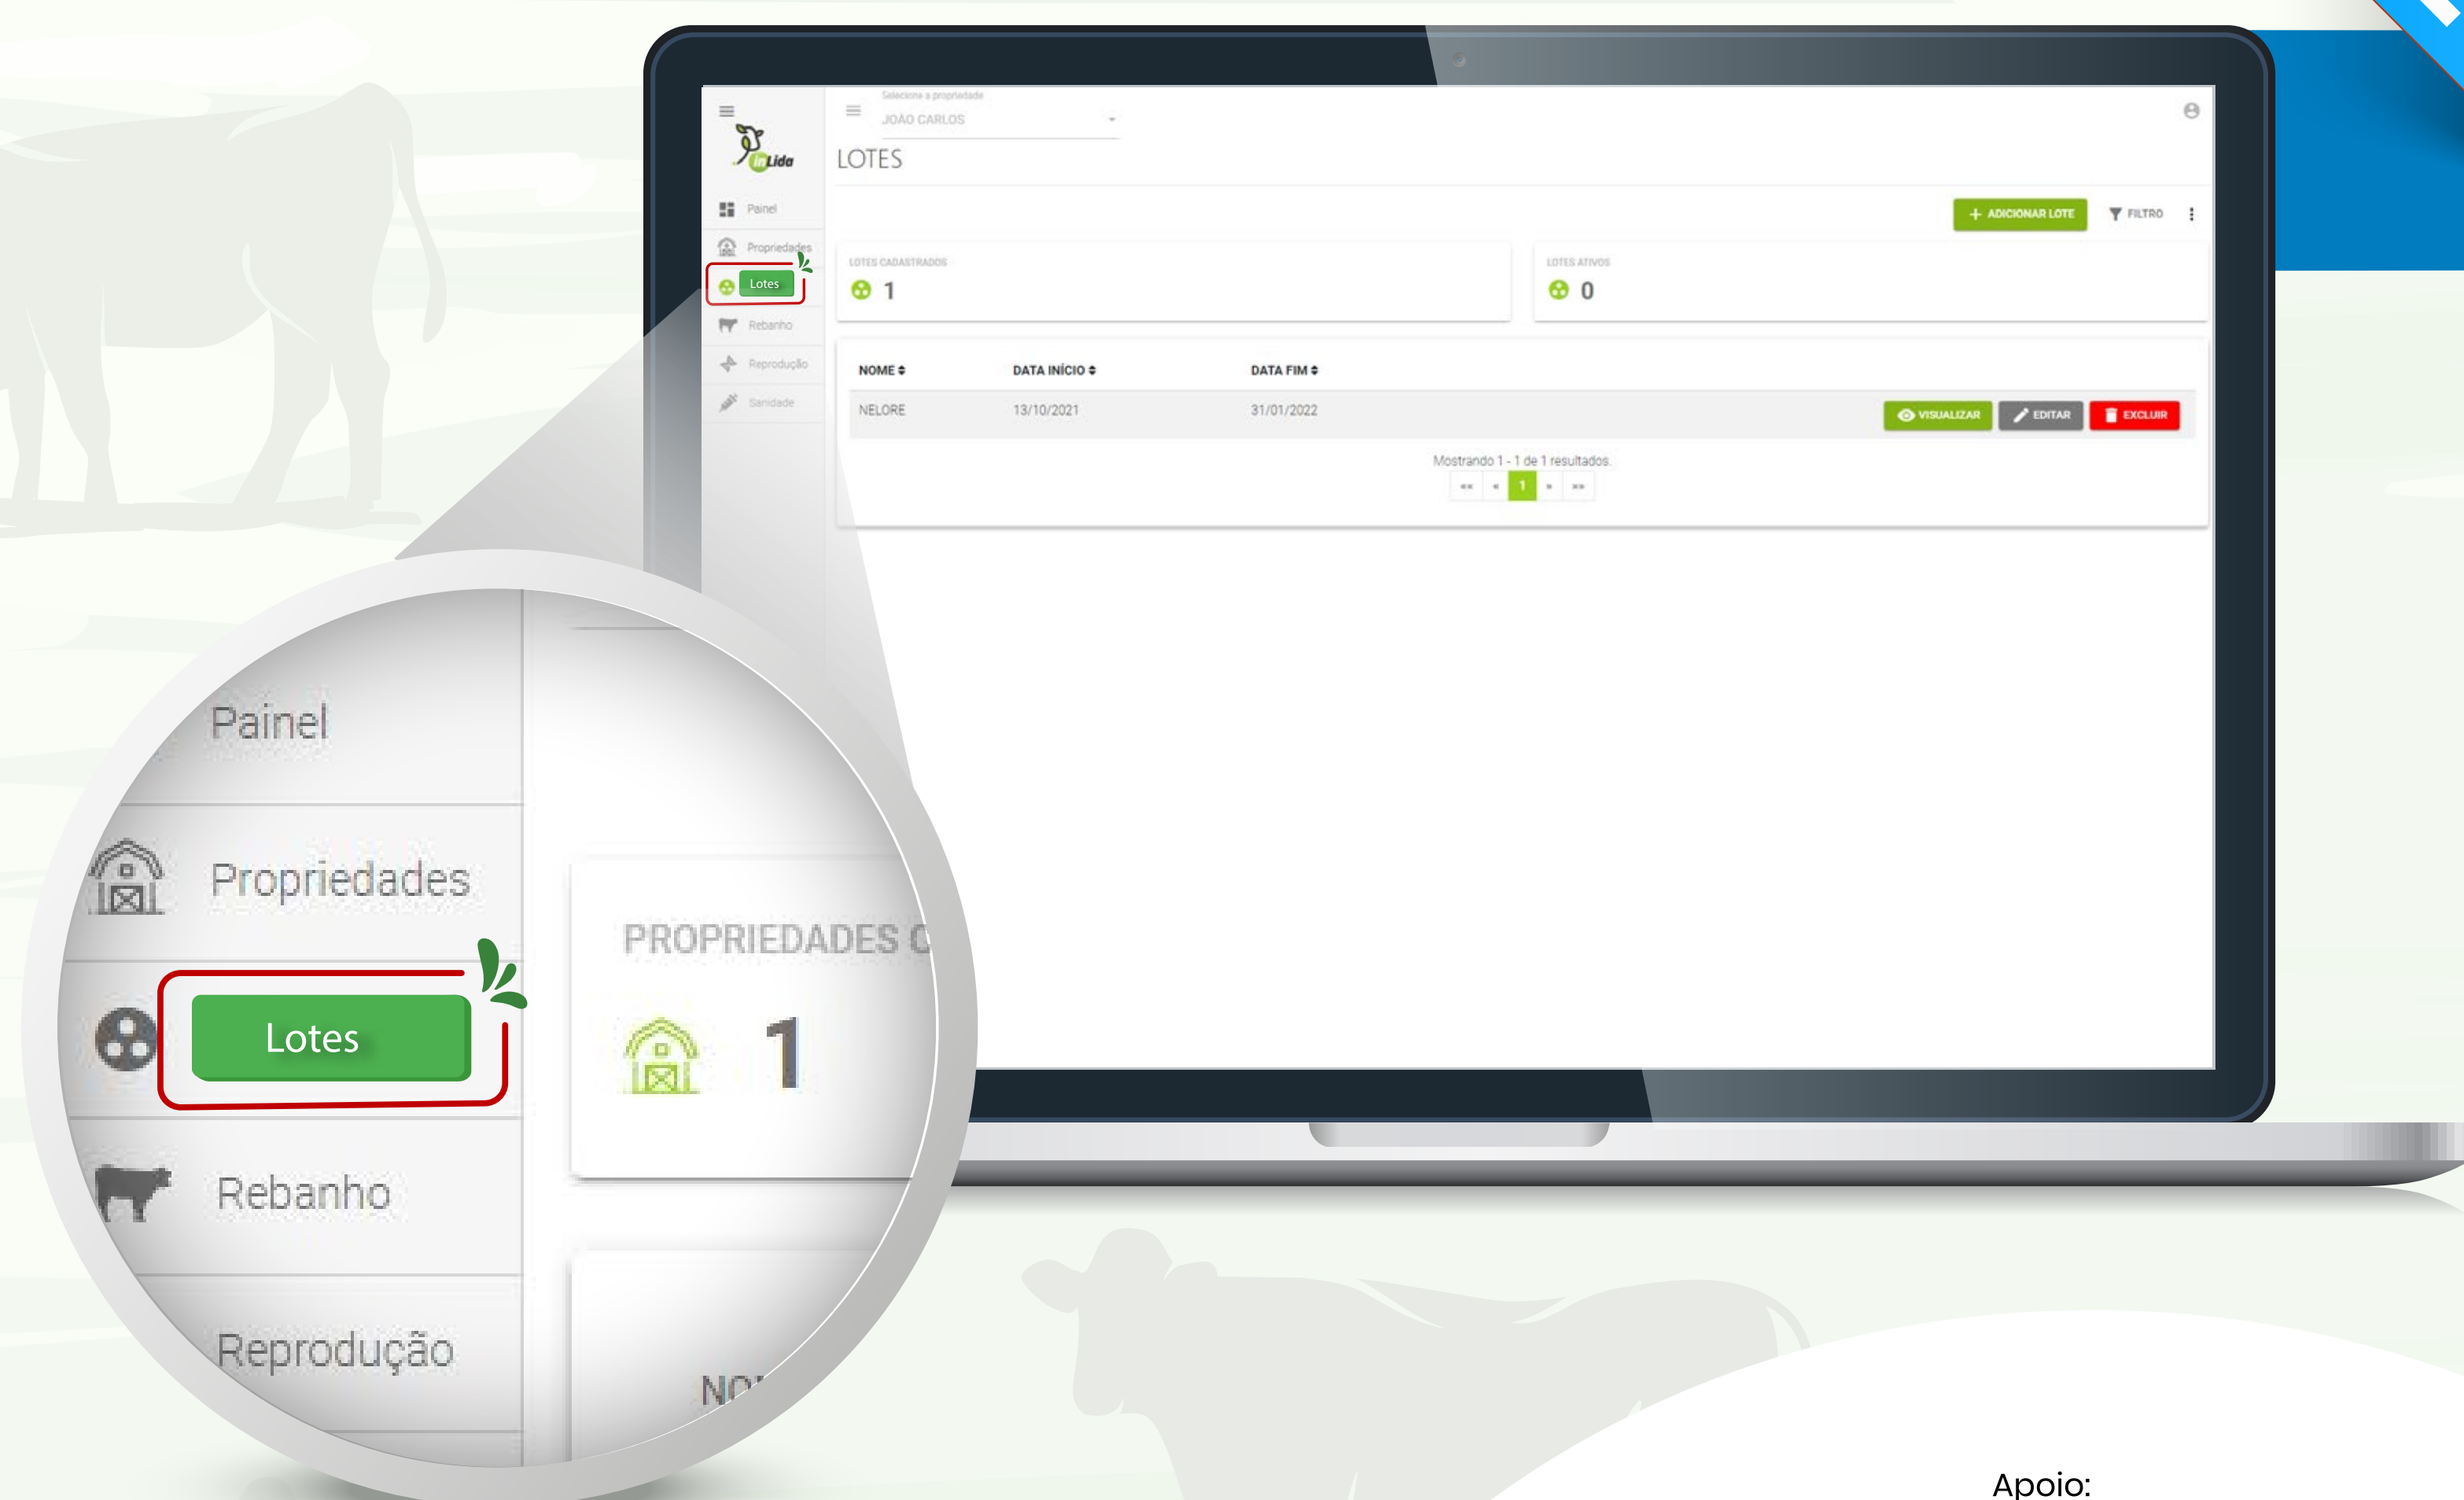 Selecione a propriedade
JOÃO CARLOS
inLida
LOTES
Painel
Propriedades
Lotes
Rebanho
Reprodução
Sanidade
+ ADICIONAR LOTE
FILTRO
LOTES CADASTRADOS
1
LOTES ATIVOS
0
NOME DATA INÍCIO DATA FIM
NELORE 13/10/2021 31/01/2022 VISUALIZAR EDITAR EXCLUIR
Mostrando 1 - 1 de 1 resultados.
«« « 1 » »»
Painel
Propriedades
Lotes
Rebanho
Reprodução
PROPRIEDADES
1
Apoio: